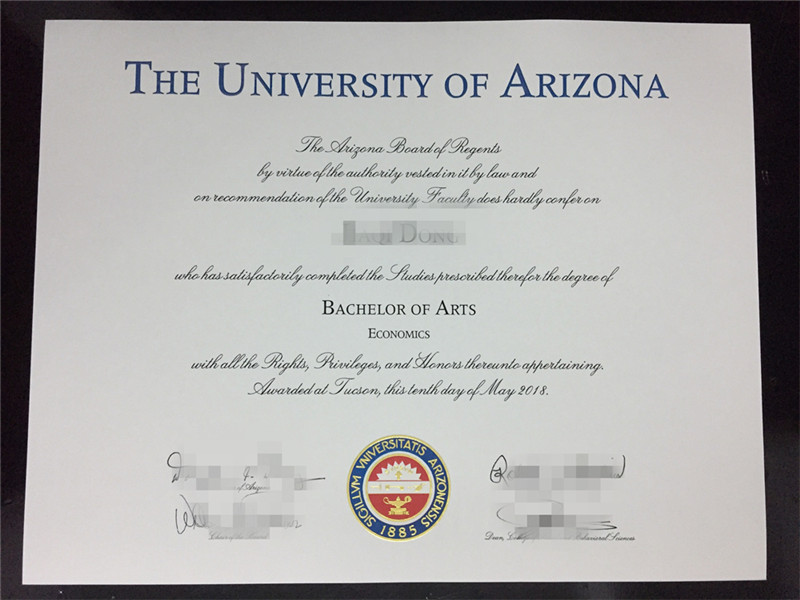 THE UNIVERSITY OF ARIZONA
The Arizona Board of Regents
by virtue of the authority vested in it by law and
on recommendation of the University Faculty does hardly confer on
who has satisfactorily completed the Studies prescribed therefor the degree of
BACHELOR OF ARTS
ECONOMICS
with all the Rights, Privileges, and Honors thereunto appertaining.
Awarded at Tucson, this tenth day of May 2018.
SIGILLVM VNIVERSITATIS ARIZONENSIS
1885
Dean, Behavioral Sciences